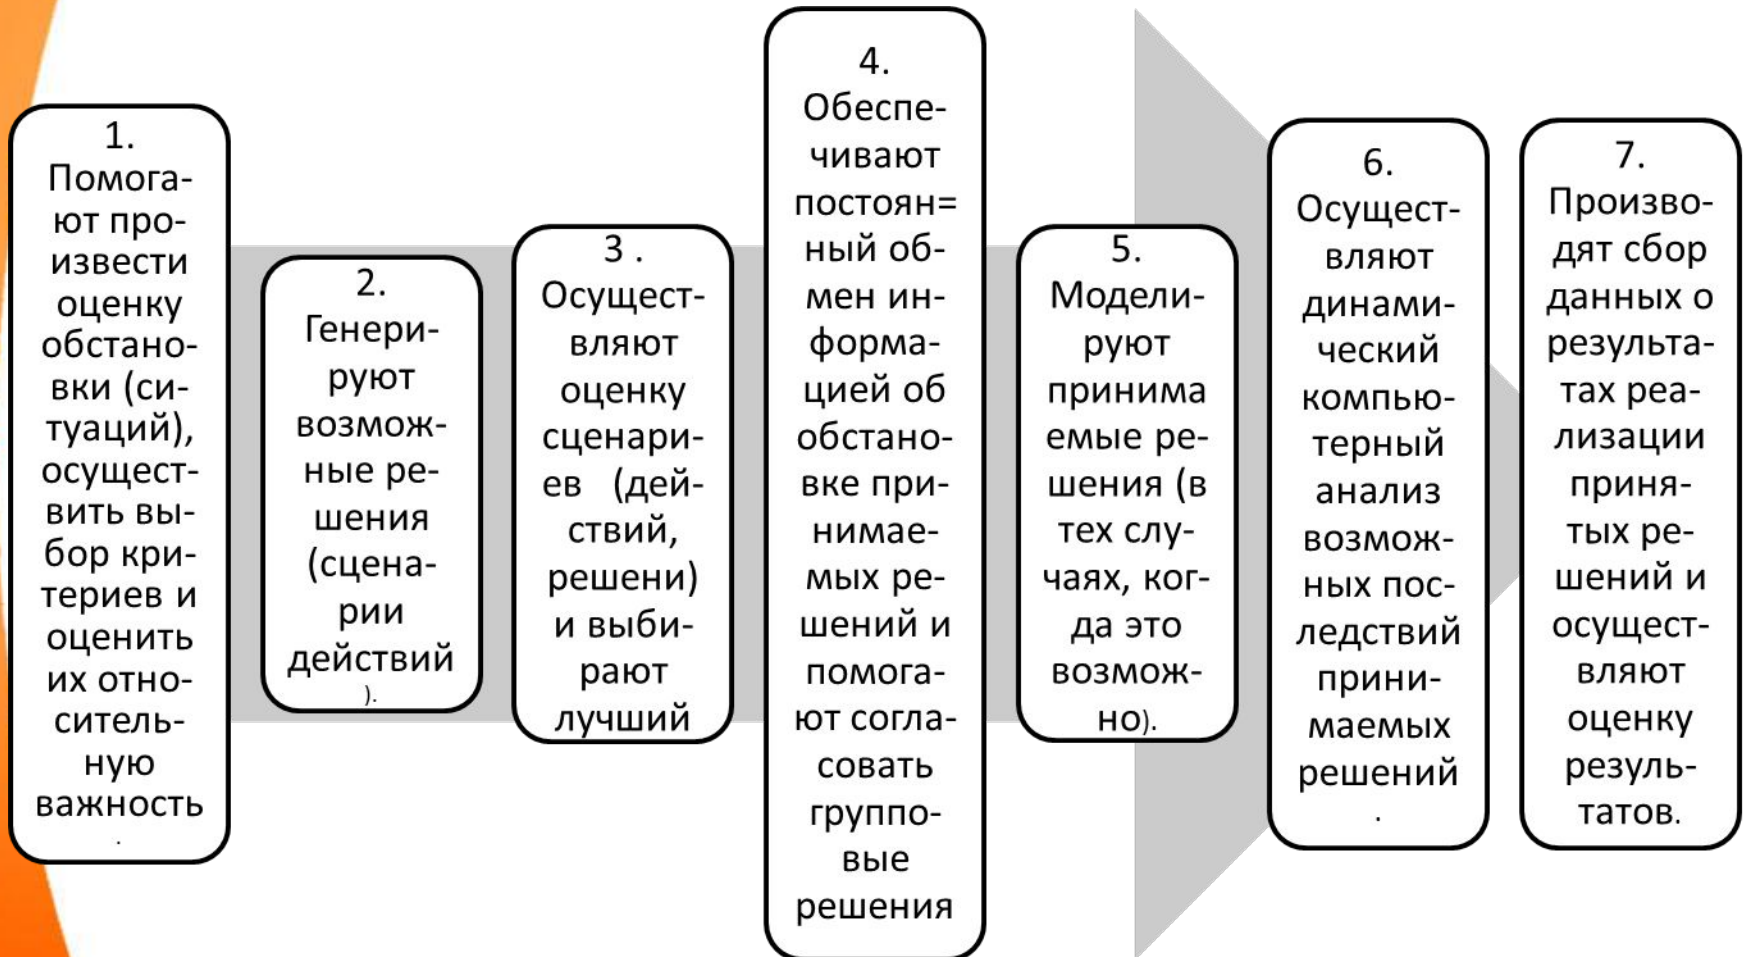 1.
Помога-
ют про-
извести
оценку
обстано-
вки (си-
туаций),
осущест-
вить вы-
бор кри-
териев и
оценить
их отно-
ситель-
ную
важность
.
2.
Генери-
руют
возмож-
ные ре-
шения
(сцена-
рии
действий
).
3 .
Осущест-
вляют
оценку
сценари-
ев (дей-
ствий,
решени)
и выби-
рают
лучший
4.
Обеспе-
чивают
постоян=
ный об-
мен ин-
форма-
цией об
обстано-
вке при-
нимае-
мых ре-
шений и
помога-
ют согла-
совать
группо-
вые
решения
5.
Модели-
руют
принима
емые ре-
шения (в
тех слу-
чаях, ког-
да это
возмож-
но).
6.
Осущест-
вляют
динами-
ческий
компью-
терный
анализ
возмож-
ных пос-
ледствий
прини-
маемых
решений
.
7.
Произво-
дят сбор
данных о
результа-
тах реа-
лизации
приня-
тых ре-
шений и
осущест-
вляют
оценку
резуль-
татов.